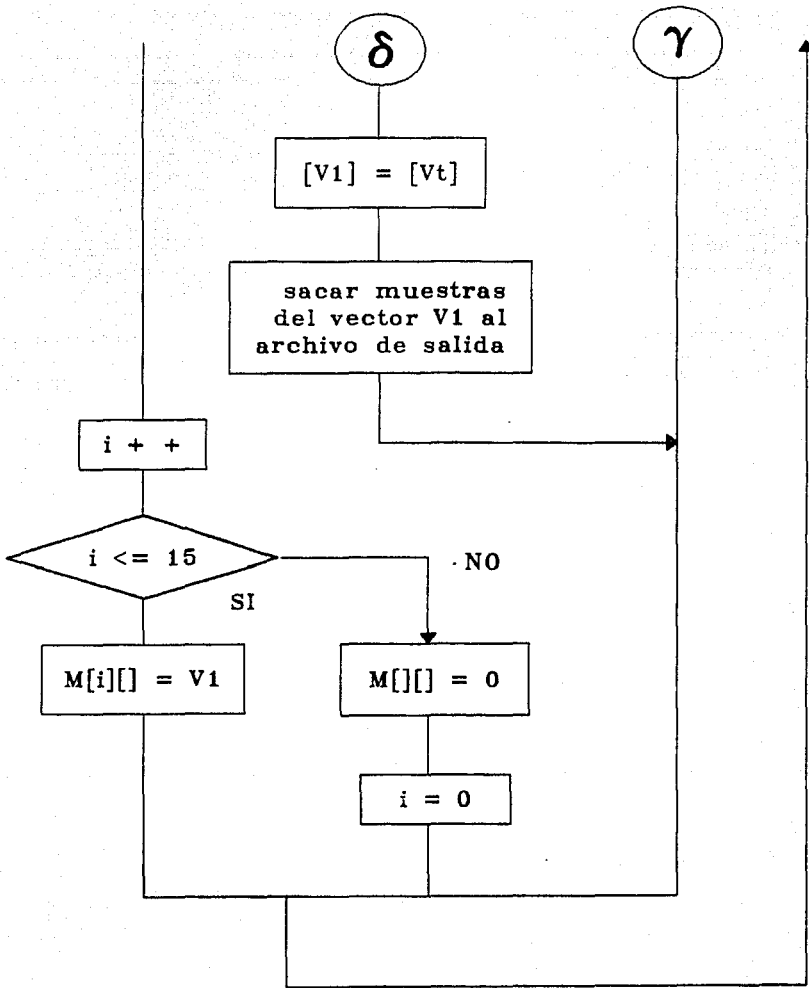 δ
γ
[V1] = [Vt]
sacar muestras
del vector V1 al
archivo de salida
i + +
i <= 15
NO
SI
M[i][] = V1
M[][] = 0
i = 0